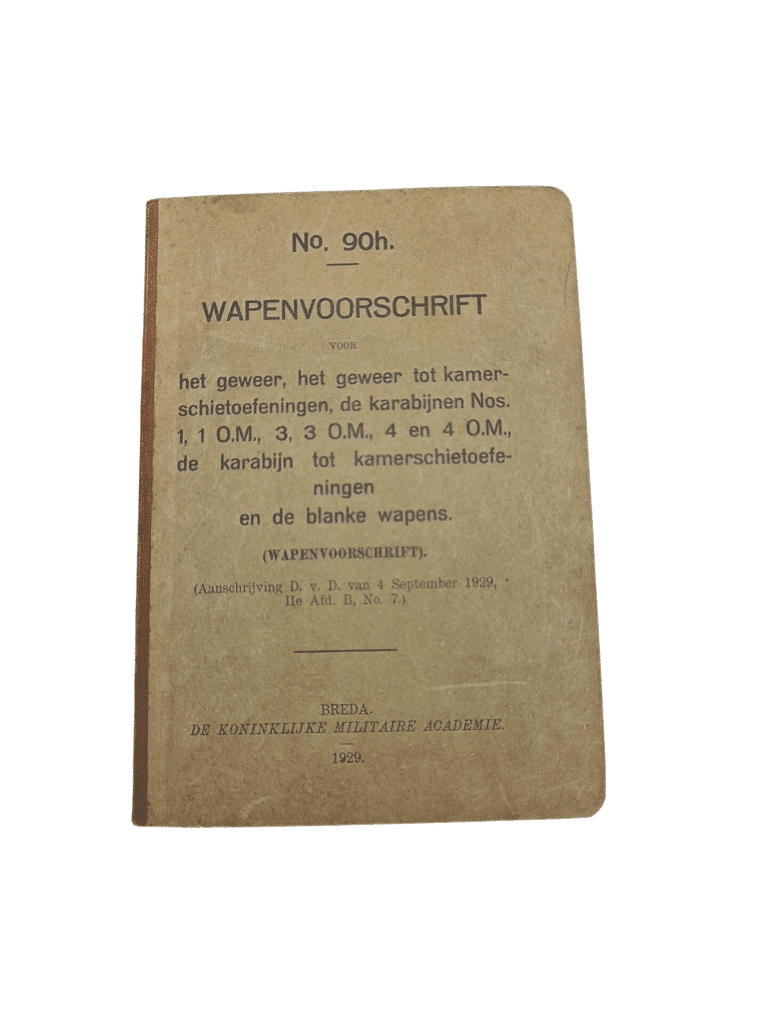 No. 90h.
WAPENVOORSCHRIFT
VOOR
het geweer, het geweer tot kamer-
schietoefeningen, de karabijnen Nos.
1, 1 O.M., 3, 3 O.M., 4 en 4 O.M.,
de karabijn tot kamerschietoefe-
ningen
en de blanke wapens.
(WAPENVOORSCHRIFT).
(Aanschrijving D. v. D. van 4 September 1929,
IIe Afd. B, No. 7.)
BREDA.
DE KONINKLIJKE MILITAIRE ACADEMIE.
1929.